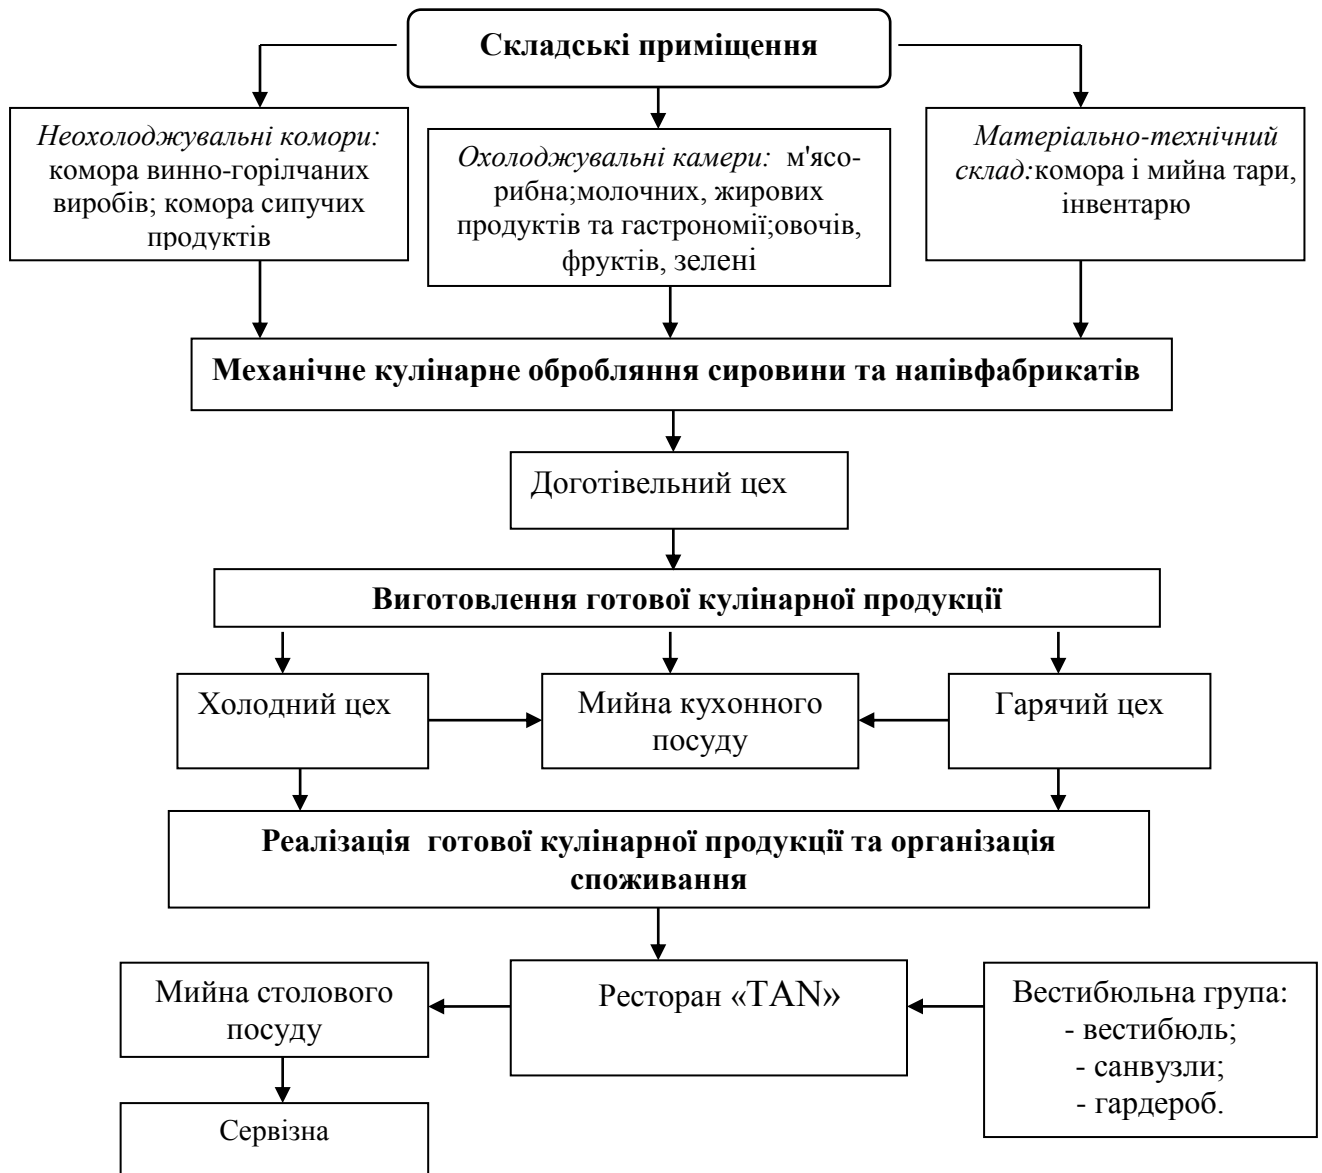 Складські приміщення
Неохолоджувальні комори:
комора винно-горілчаних
виробів; комора сипучих
продуктів
Охолоджувальні камери: м'ясо-
рибна;молочних, жирових
продуктів та гастрономії;овочів,
фруктів, зелені
Матеріально-технічний
склад:комора і мийна тари,
інвентарю
Механічне кулінарне обробляння сировини та напівфабрикатів
Доготівельний цех
Виготовлення готової кулінарної продукції
Холодний цех
Мийна кухонного
посуду
Гарячий цех
Реалізація готової кулінарної продукції та організація
споживання
Мийна столового
посуду
Ресторан «TAN»
Вестибюльна група:
- вестибюль;
- санвузли;
- гардероб.
Сервізна